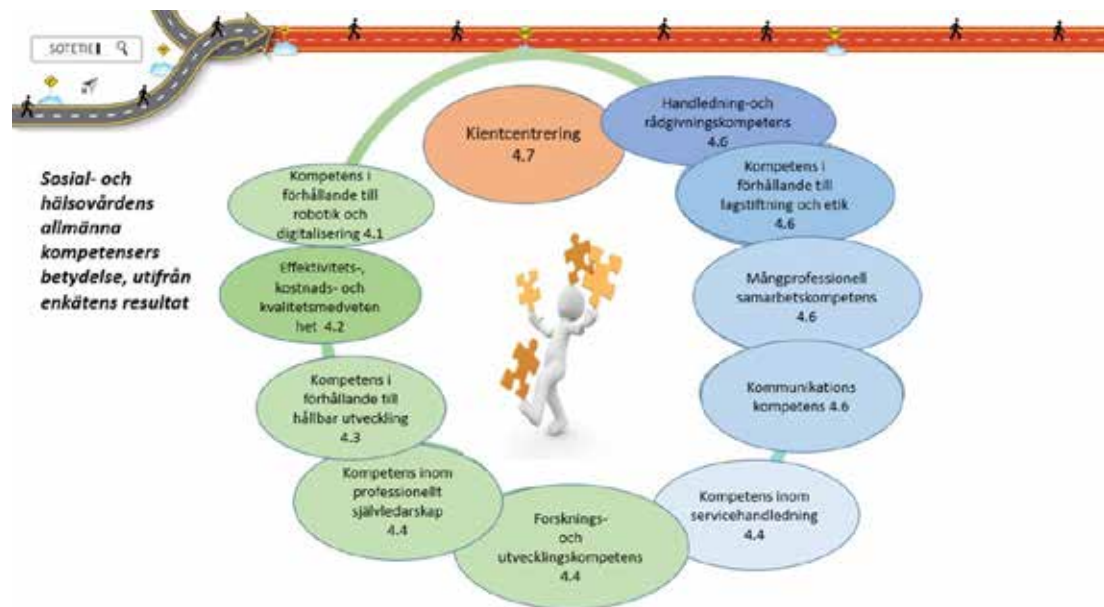 SOTETIE
Sosial- och
hälsovårdens
allmänna
kompetensers
betydelse, utifrån
enkätens resultat
Kientcentrering
4.7
Handledning-och
rådgivningskompetens
4.6
Kompetens i
förhållande till
lagstiftning och etik
4.6
Mångprofessionell
samarbetskompetens
4.6
Kommunikations
kompetens 4.6
Kompetens inom
servicehandledning
4.4
Forsknings-
och
utvecklingskompetens
4.4
Kompetens inom
professionellt
självledarskap
4.4
Kompetens i
förhållande till
hållbar utveckling
4.3
Effektivitets-,
kostnads- och
kvalitetsmedveten
het 4.2
Kompetens i
förhållande till
robotik och
digitalisering 4.1